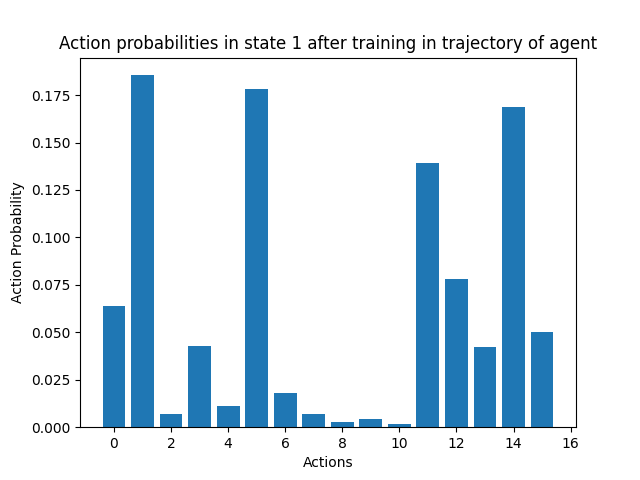 Action probabilities in state 1 after training in trajectory of agent
0.175
0.150
0.125
0.100
0.075
0.050
0.025
0.000
Action Probability
0 2 4 6 8 10 12 14 16
Actions